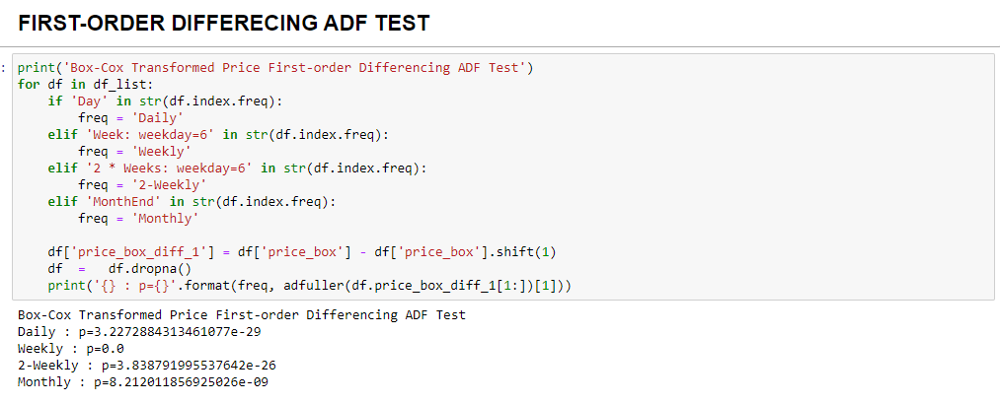 FIRST-ORDER DIFFERECING ADF TEST
: print('Box-Cox Transformed Price First-order Differencing ADF Test')
for df in df_list:
    if 'Day' in str(df.index.freq):
        freq = 'Daily'
    elif 'Week: weekday=6' in str(df.index.freq):
        freq = 'Weekly'
    elif '2 * Weeks: weekday=6' in str(df.index.freq):
        freq = '2-Weekly'
    elif 'MonthEnd' in str(df.index.freq):
        freq = 'Monthly'
    df['price_box_diff_1'] = df['price_box'] - df['price_box'].shift(1)
    df  =   df.dropna()
    print('{} : p={}'.format(freq, adfuller(df.price_box_diff_1[1:])[1]))
Box-Cox Transformed Price First-order Differencing ADF Test
Daily : p=3.2272884313461077e-29
Weekly : p=0.0
2-Weekly : p=3.838791995537642e-26
Monthly : p=8.212011856925026e-09